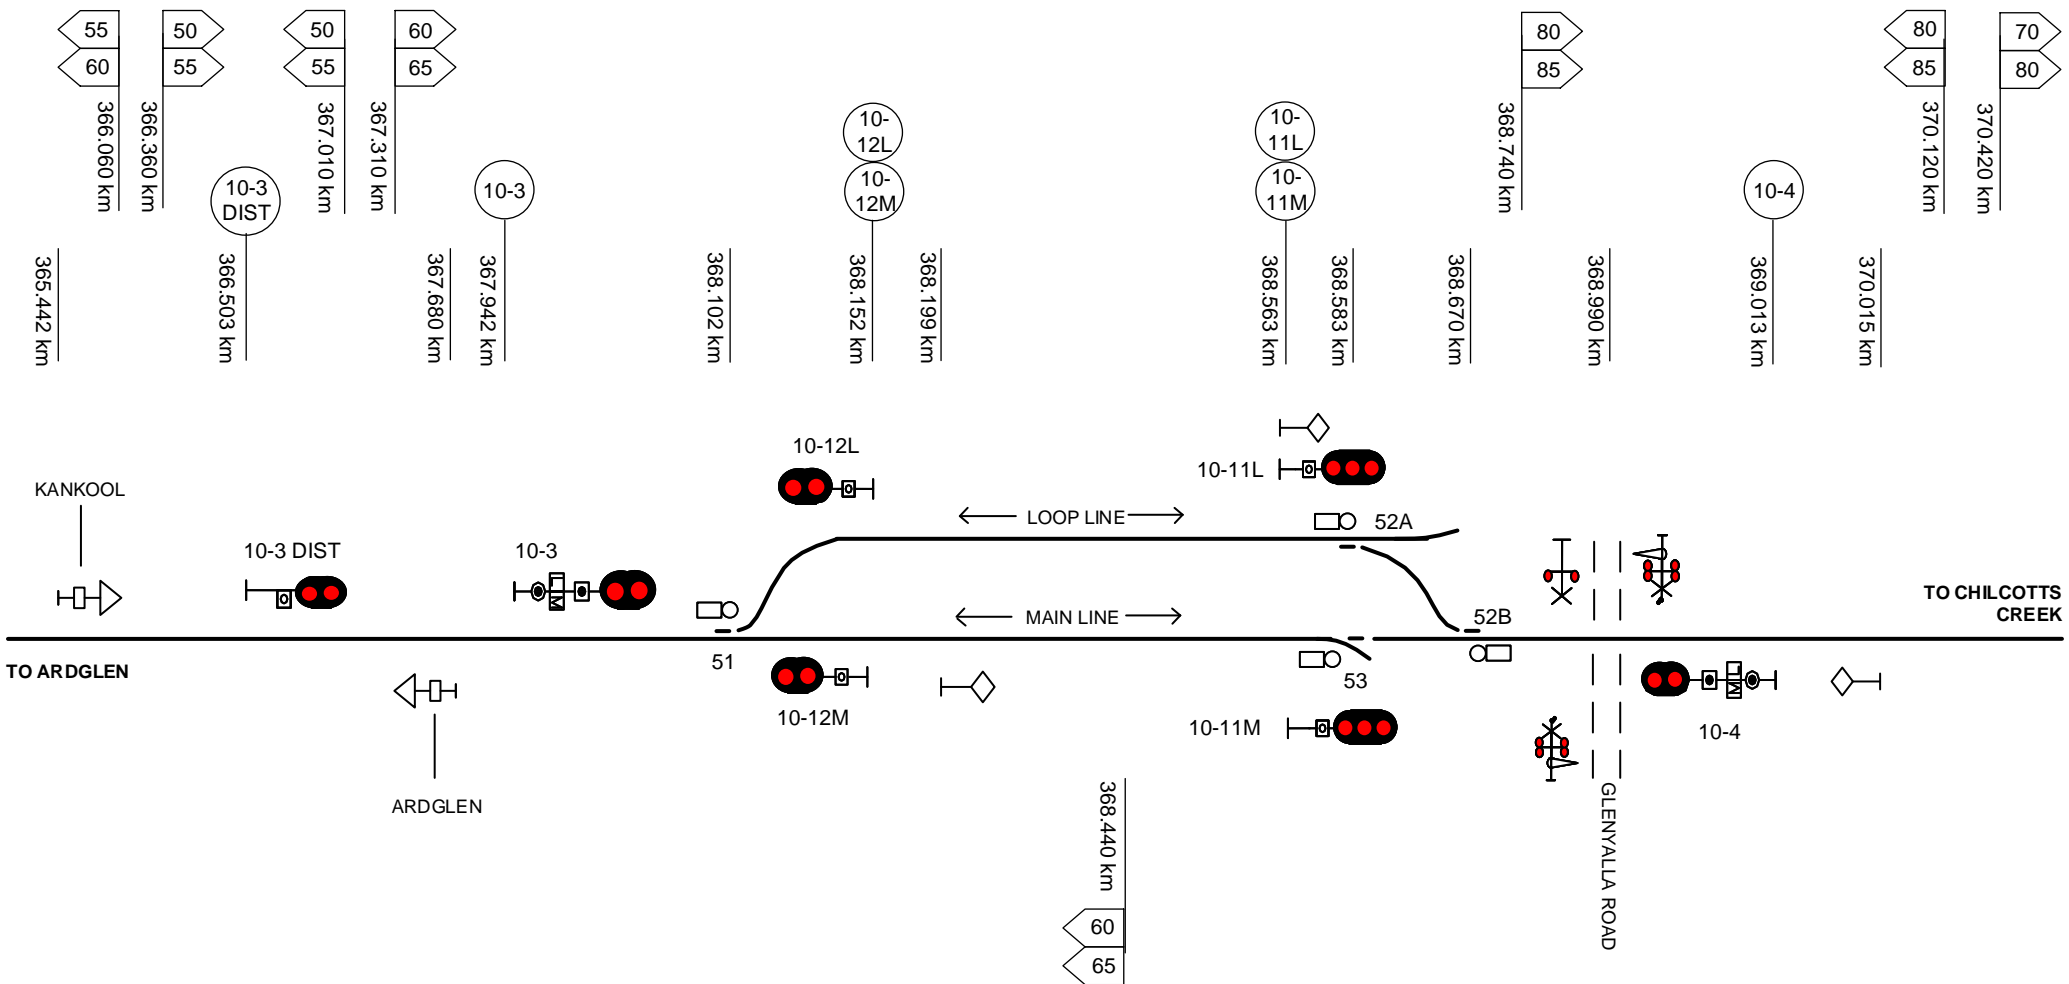 55
60
50
55
50
55
60
65
80
85
80
85
70
80
366.060 km
366.360 km
367.010 km
367.310 km
368.740 km
370.120 km
370.420 km
10-3
DIST
10-3
10-
12L
10-
12M
10-
11L
10-
11M
10-4
365.442 km
366.503 km
367.680 km
367.942 km
368.102 km
368.152 km
368.199 km
368.563 km
368.583 km
368.670 km
368.990 km
369.013 km
370.015 km
10-12L
10-11L
KANKOOL
LOOP LINE
52A
10-3 DIST
10-3
ML
TO CHILCOTTS
CREEK
MAIN LINE
52B
TO ARDGLEN
51
53
10-12M
10-11M
ML
10-4
ARDGLEN
GLENYALLA ROAD
368.440 km
60
65